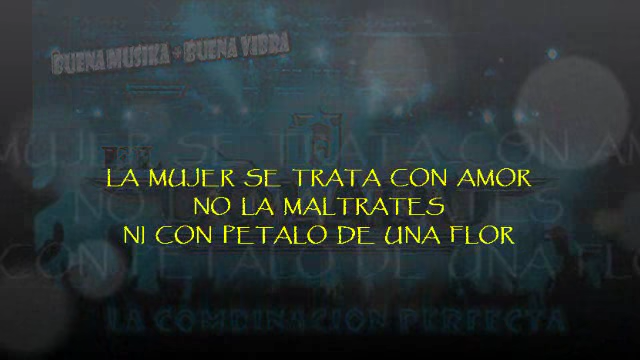 BUENA MUSIKA + BUENA VIBRA
LA MUJER SE TRATA CON AMOR
NO LA MALTRATES
NI CON PETALO DE UNA FLOR
LA COMBINACION PERFECTA